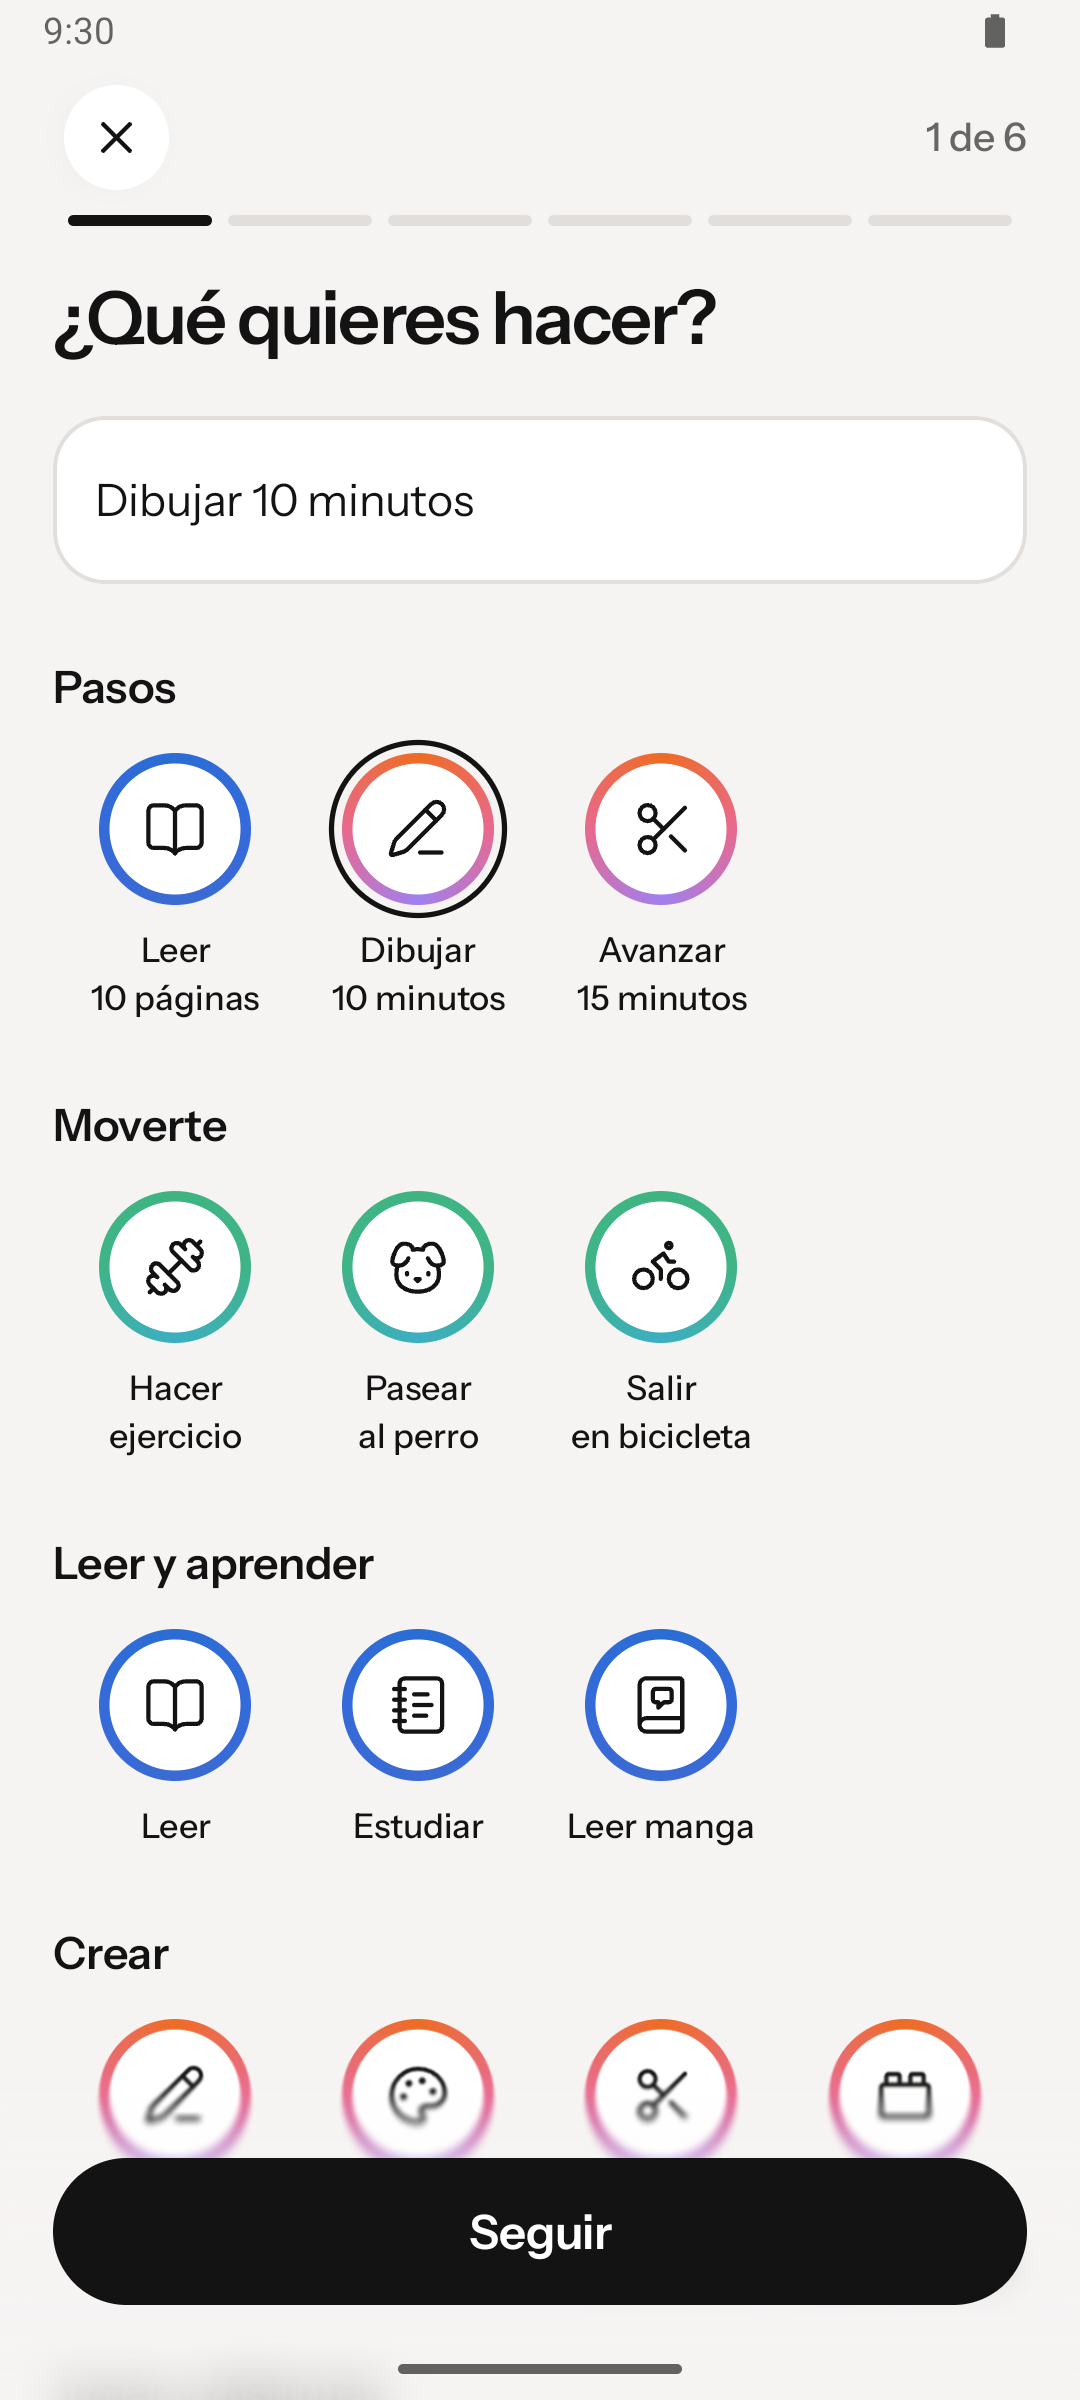 9:30
1 de 6
¿Qué quieres hacer?
Dibujar 10 minutos
Pasos
Leer
10 páginas
Dibujar
10 minutos
Avanzar
15 minutos
Moverte
Hacer
ejercicio
Pasear
al perro
Salir
en bicicleta
Leer y aprender
Leer
Estudiar
Leer manga
Crear
Seguir